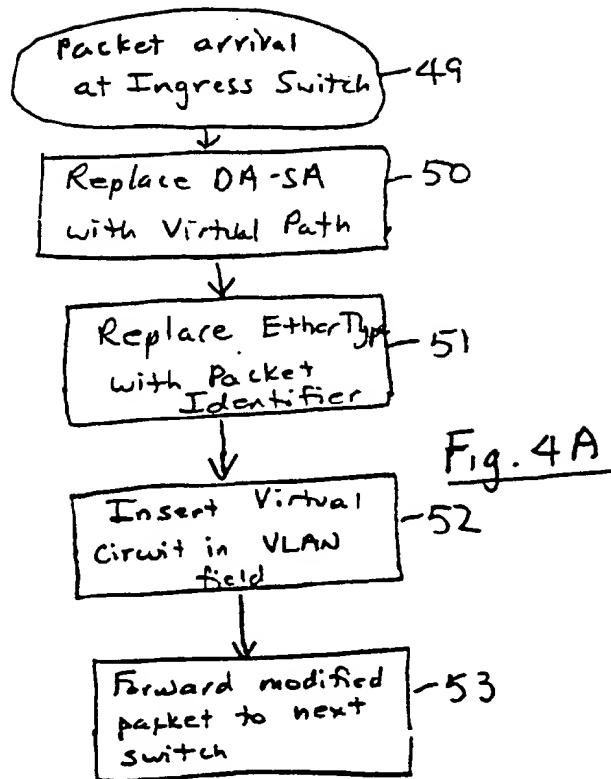 Packet arrival
at Ingress Switch
49
Replace DA-SA
with Virtual Path
50
Replace EtherType
with Packet
Identifier
51
Fig. 4A
Insert Virtual
Circuit in VLAN
field
52
Forward modified
packet to next
switch
53